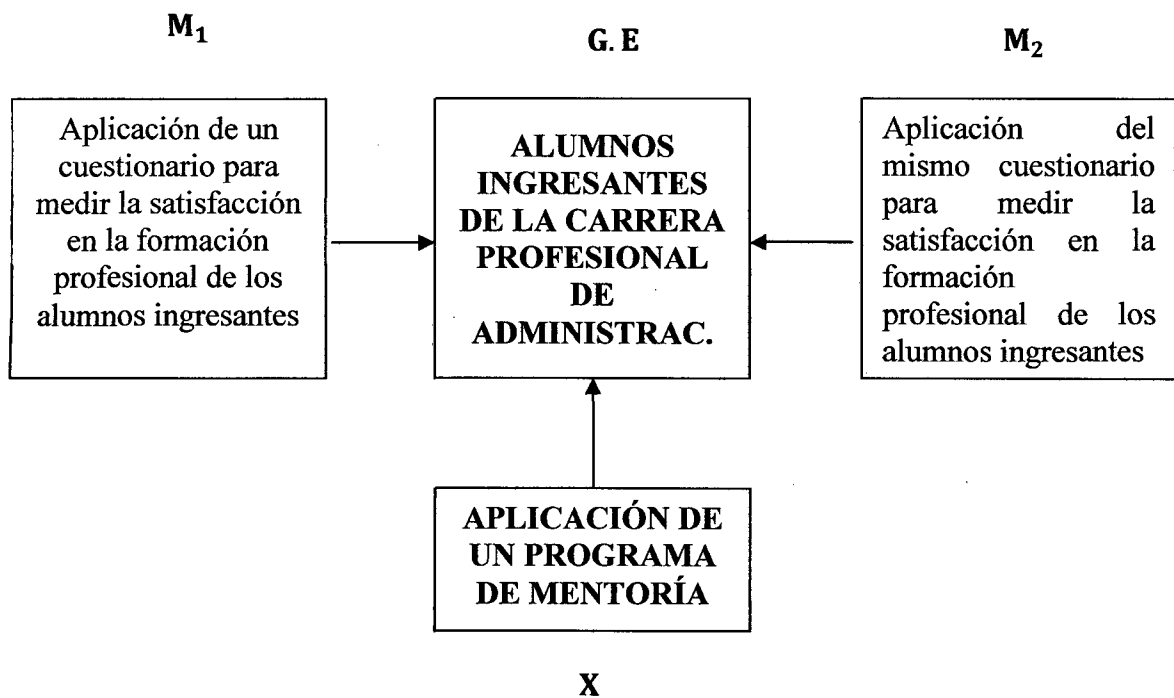 M₁
G. E
M₂
Aplicación de un
cuestionario para
medir la satisfacción
en la formación
profesional de los
alumnos ingresantes
ALUMNOS
INGRESANTES
DE LA CARRERA
PROFESIONAL
DE
ADMINISTRAC.
Aplicación del
mismo cuestionario
para medir la
satisfacción en la
formación
profesional de los
alumnos ingresantes
APLICACIÓN DE
UN PROGRAMA
DE MENTORÍA
X